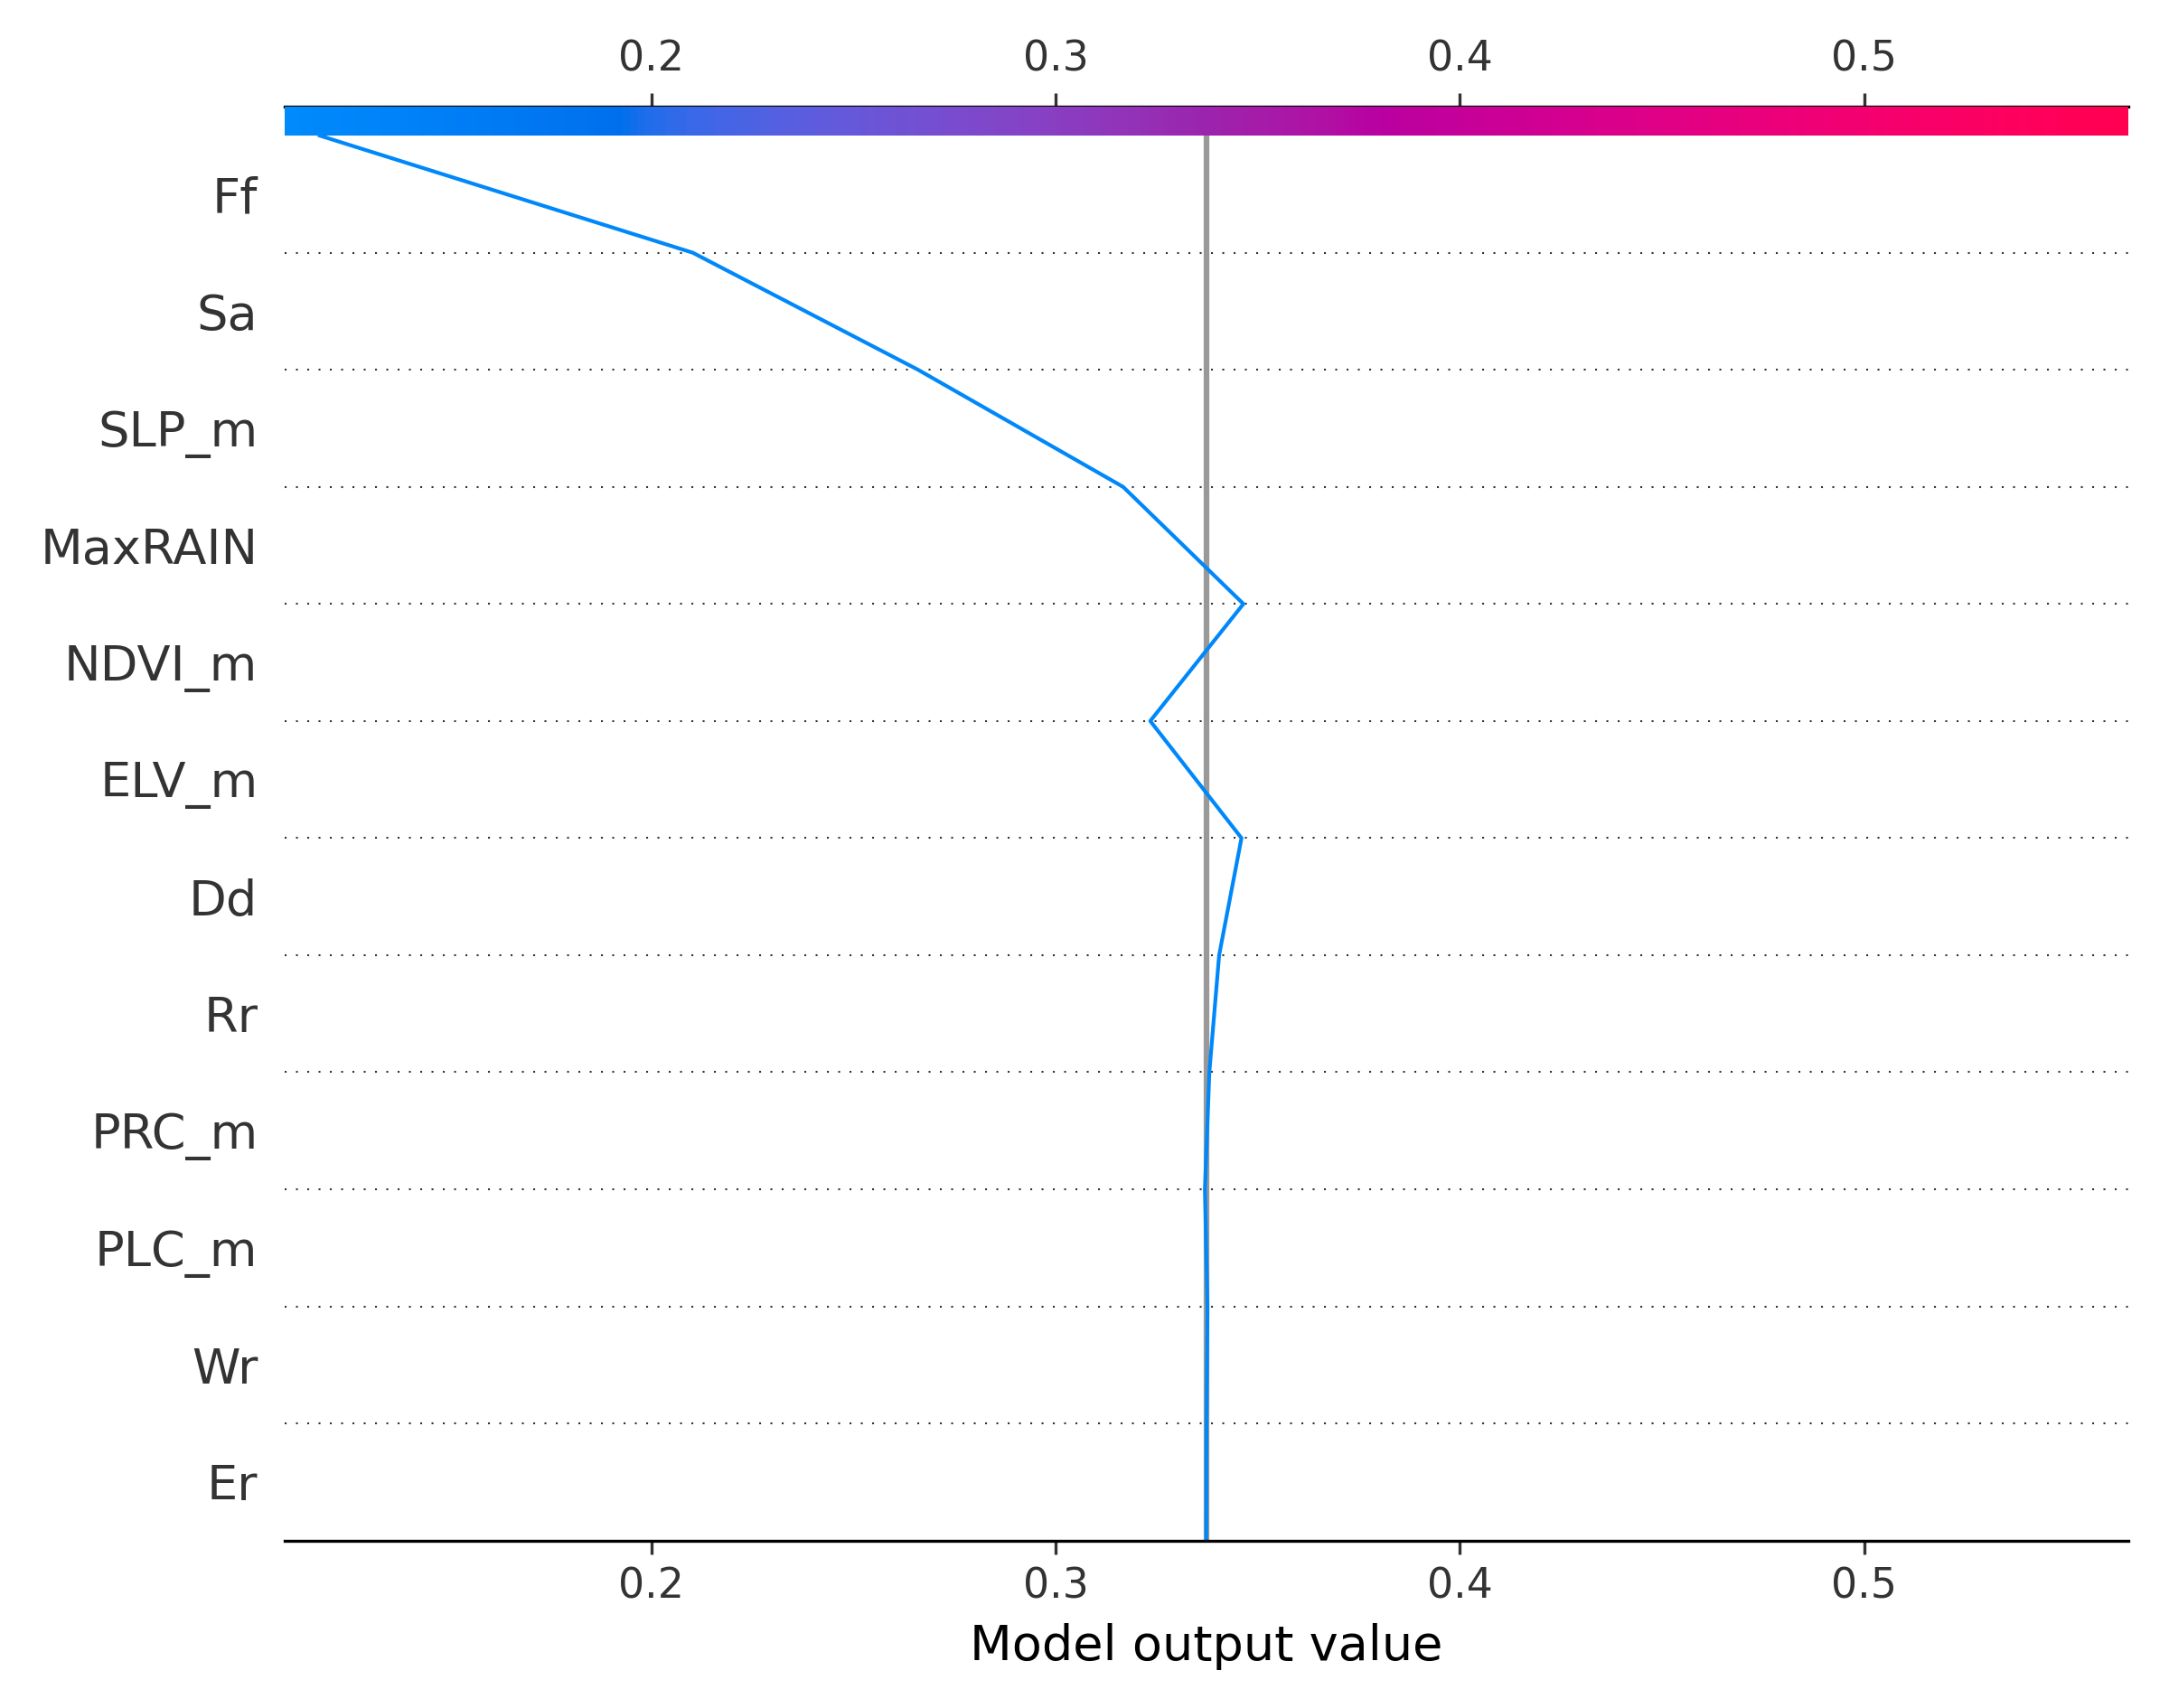 0.2 0.3 0.4 0.5
Ff
Sa
SLP_m
MaxRAIN
NDVI_m
ELV_m
Dd
Rr
PRC_m
PLC_m
Wr
Er
0.2 0.3 0.4 0.5
Model output value